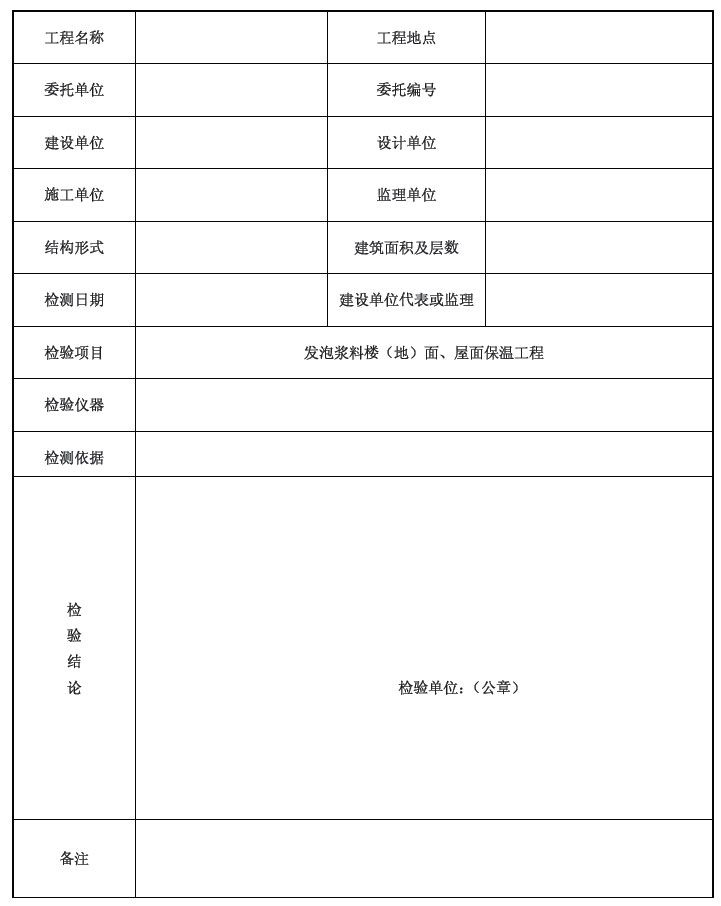 工程名称 工程地点
委托单位 委托编号
建设单位 设计单位
施工单位 监理单位
结构形式 建筑面积及层数
检测日期 建设单位代表或监理
检验项目 发泡浆料楼（地）面、屋面保温工程
检验仪器
检测依据
检
验
结
论
检验单位：（公章）
备注